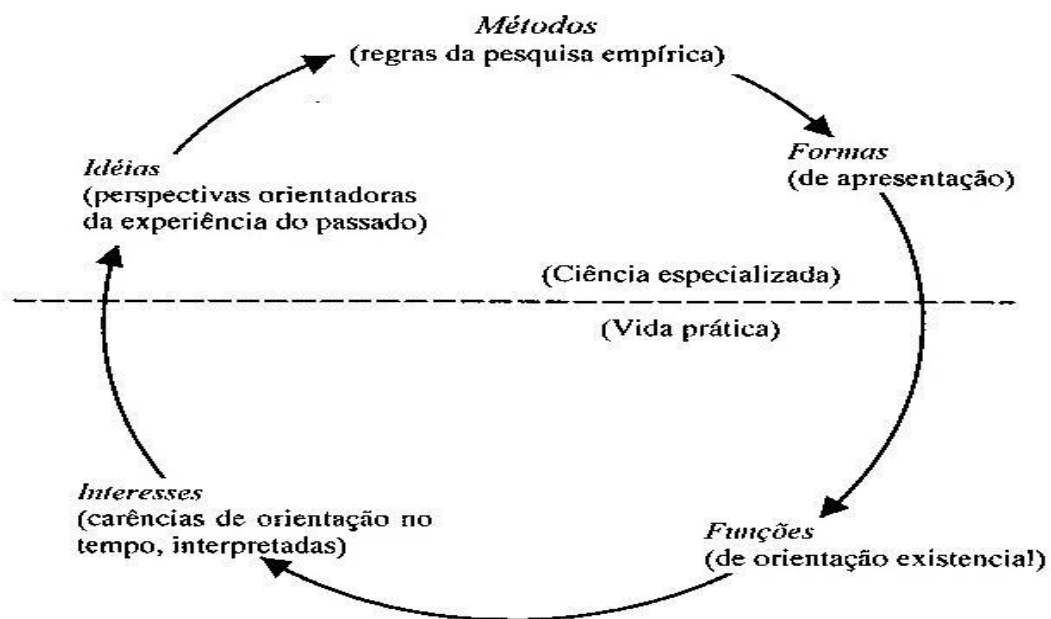 Métodos
(regras da pesquisa empírica)
Formas
(de apresentação)
Idéias
(perspectivas orientadoras
da experiência do passado)
(Ciência especializada)
(Vida prática)
Interesses
(carências de orientação no
tempo, interpretadas)
Funções
(de orientação existencial)